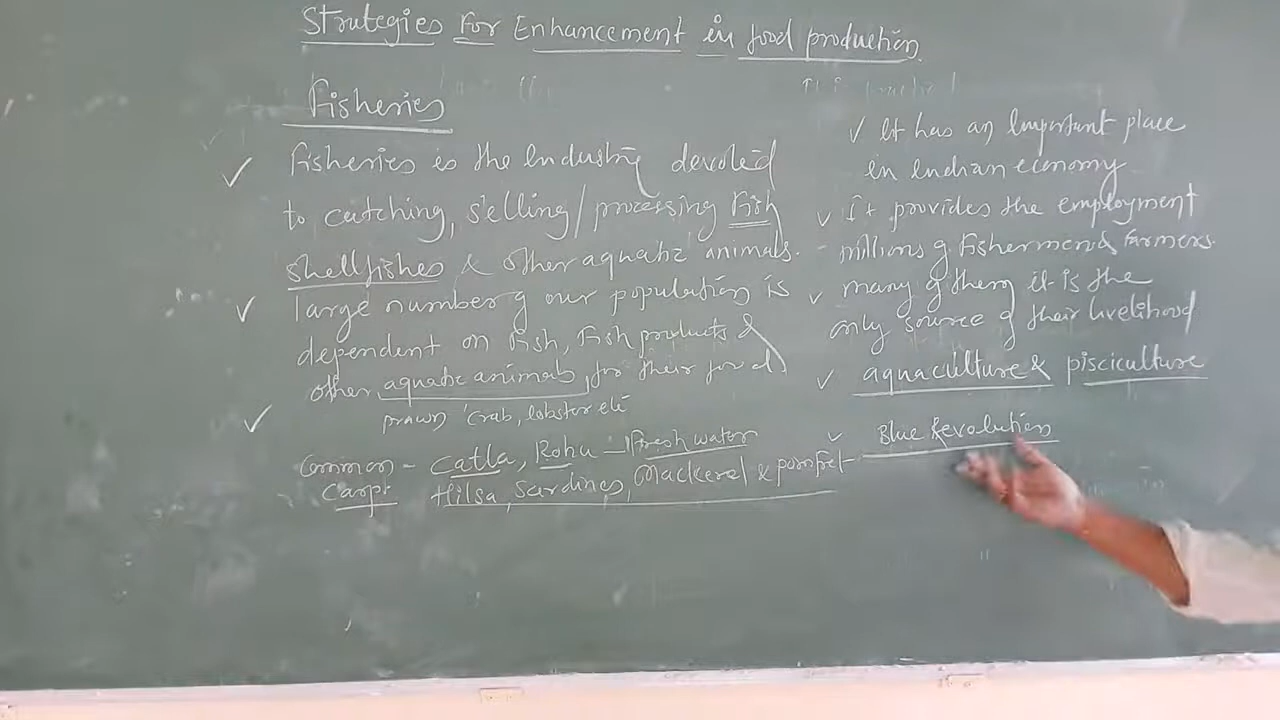 Strategies for Enhancement in food production.
Fisheries
✓ Fisheries is the Industry devoted
to catching, selling/processing Fish
shellfishes & other aquatic animals.
✓ large number of our population is
dependent on Fish, Fish products &
other aquatic animals, for their food
✓ prawn crab, lobster etc
Common - Catla, Rohu - Freshwater
Carp. Hilsa, Sardines, Mackerel & pomfret
✓ It has an Important place
in Indian economy
✓ It provides the employment
- millions of Fishermen & farmers.
✓ many of them it is the
only source of their livelihood
✓ aquaculture & pisciculture
✓ Blue Revolution